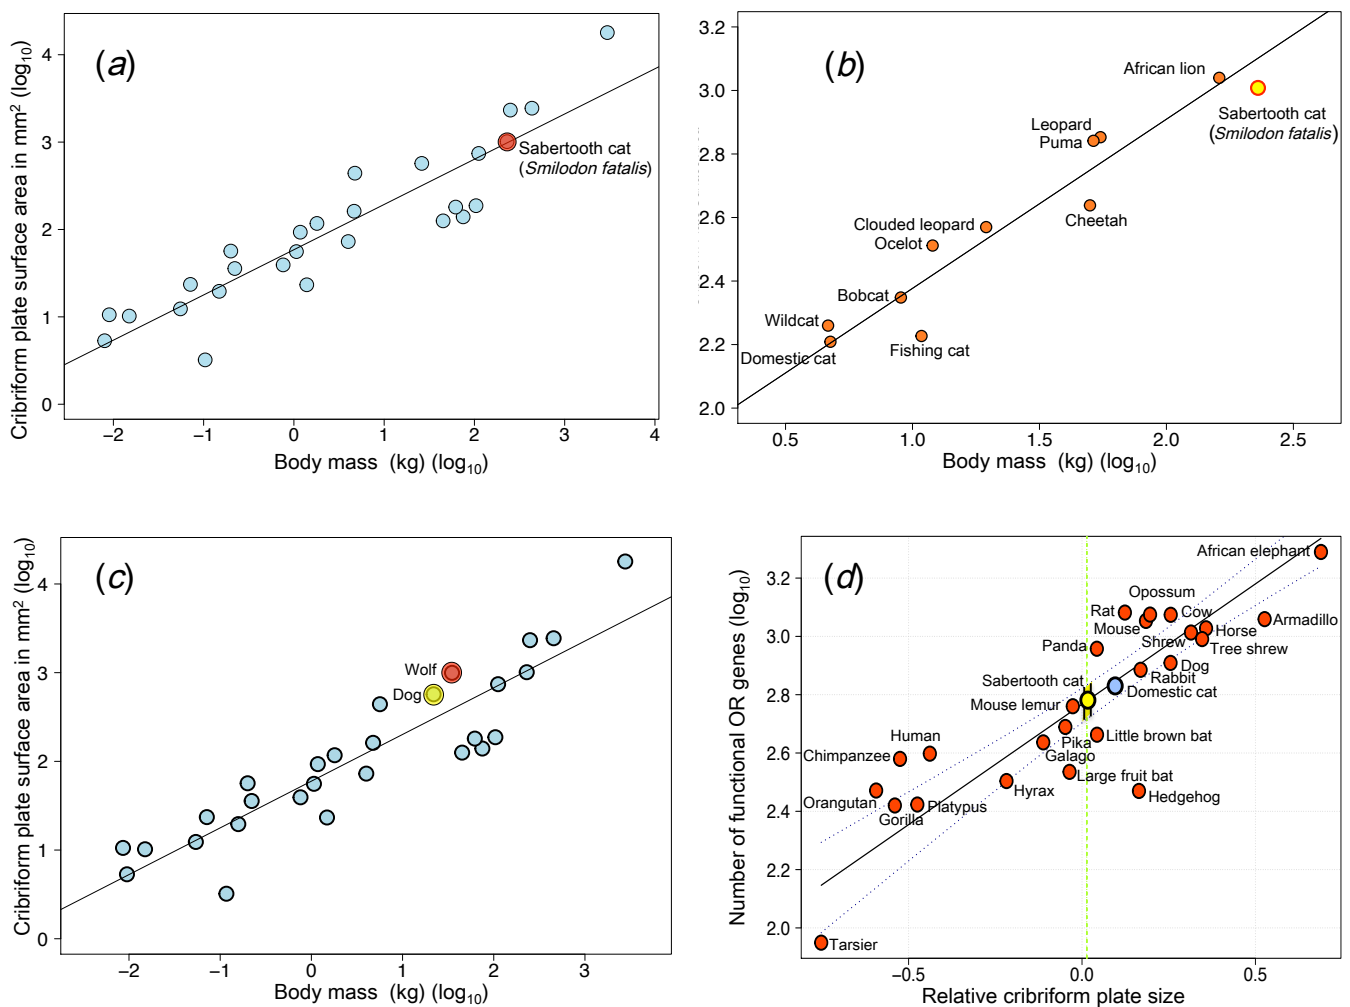 (a)
Cribriform plate surface area in mm² (log₁₀)
4
3
2
1
0
Sabertooth cat
(Smilodon fatalis)
−2
−1
0
1
2
3
4
Body mass (kg) (log₁₀)
(b)
3.2
3.0
2.8
2.6
2.4
2.2
2.0
African lion
Sabertooth cat
(Smilodon fatalis)
Leopard
Puma
Cheetah
Clouded leopard
Ocelot
Bobcat
Wildcat
Fishing cat
Domestic cat
0.5
1.0
1.5
2.0
2.5
Body mass (kg) (log₁₀)
(c)
Cribriform plate surface area in mm² (log₁₀)
4
3
2
1
0
Wolf
Dog
−2
−1
0
1
2
3
Body mass (kg) (log₁₀)
(d)
Number of functional OR genes (log₁₀)
3.2
3.0
2.8
2.6
2.4
2.2
2.0
African elephant
Opossum
Rat
Cow
Armadillo
Mouse
Horse
Shrew
Tree shrew
Panda
Dog
Rabbit
Sabertooth cat
Domestic cat
Mouse lemur
Little brown bat
Human
Pika
Chimpanzee
Galago
Large fruit bat
Hyrax
Hedgehog
Orangutan
Platypus
Gorilla
Tarsier
−0.5
0.0
0.5
Relative cribriform plate size